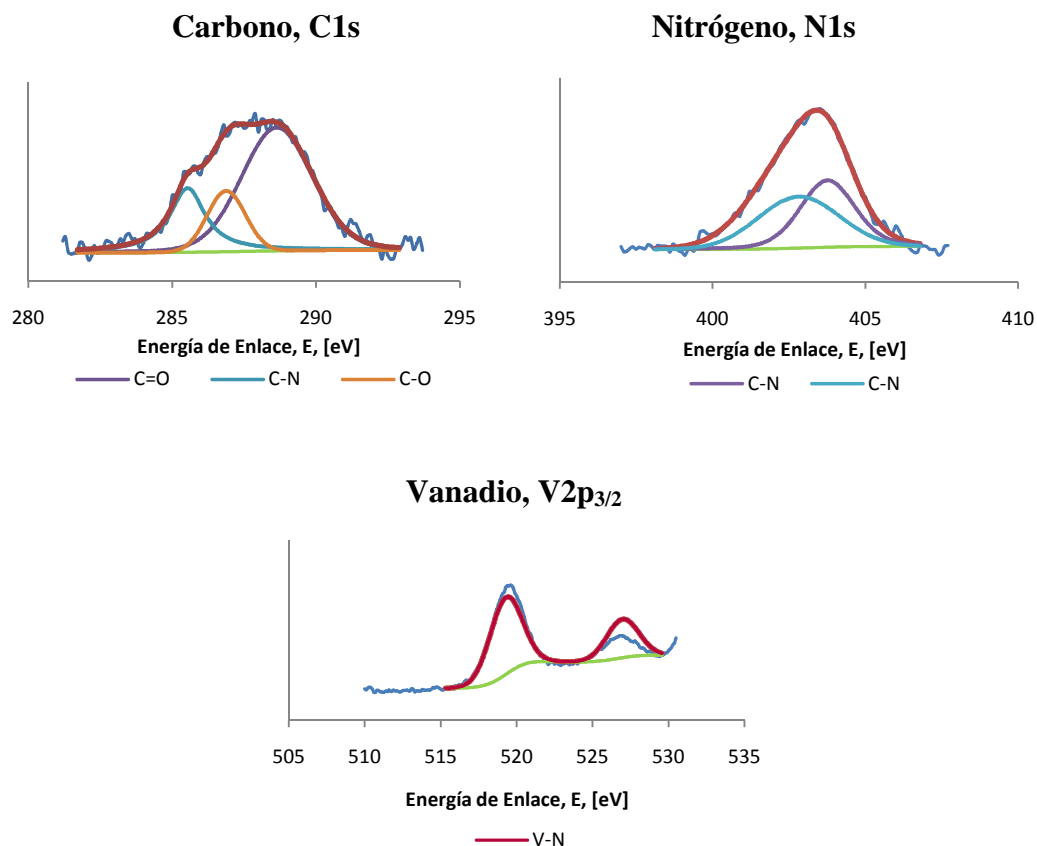 Carbono, C1s
Nitrógeno, N1s
280 285 290 295
Energía de Enlace, E, [eV]
C=O C-N C-O
395 400 405 410
Energía de Enlace, E, [eV]
C-N C-N
Vanadio, V2p3/2
505 510 515 520 525 530 535
Energía de Enlace, E, [eV]
V-N